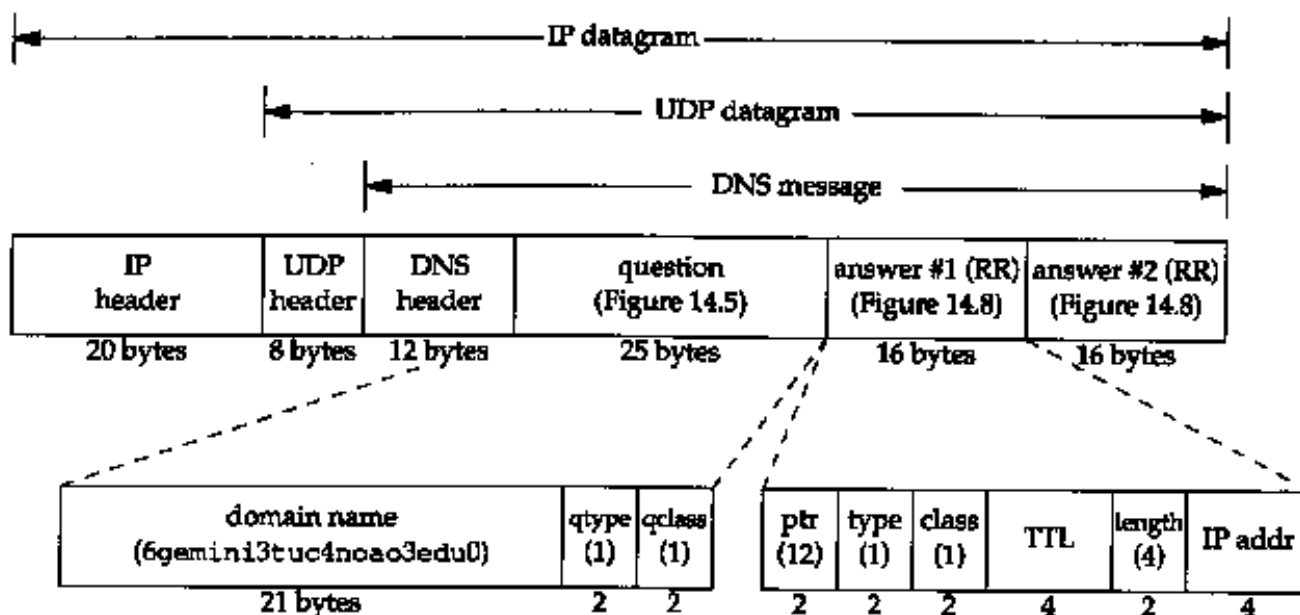 IP datagram
UDP datagram
DNS message
IP header
UDP header
DNS header
question (Figure 14.5)
answer #1 (RR) (Figure 14.8)
answer #2 (RR) (Figure 14.8)
20 bytes
8 bytes
12 bytes
25 bytes
16 bytes
16 bytes
domain name (6gemini3tuc4noao3edu0)
qtype (1)
qclass (1)
ptr (12)
type (1)
class (1)
TTL
length (4)
IP addr
21 bytes
2
2
2
2
2
4
2
4